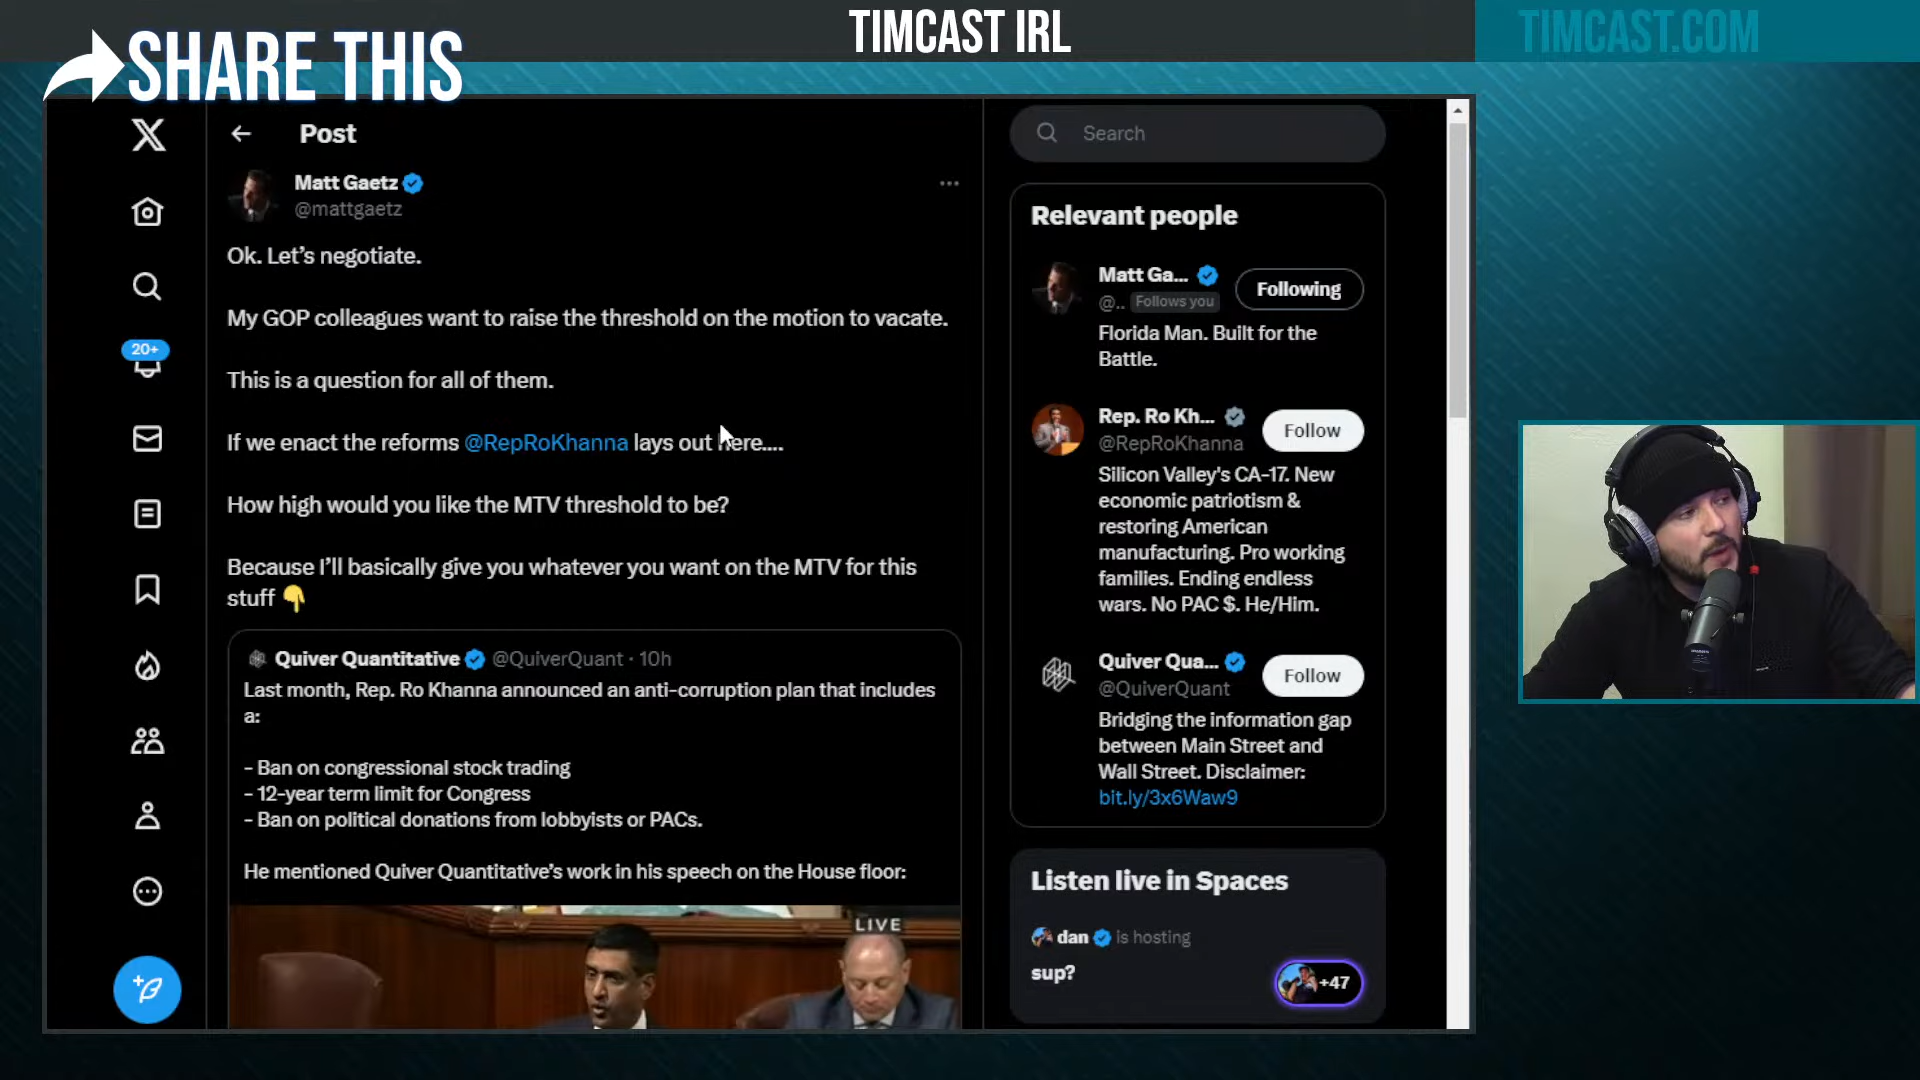 SHARE THIS
TIMCAST IRL
TIMCAST.COM
Post
Matt Gaetz
@mattgaetz
Ok. Let’s negotiate.
My GOP colleagues want to raise the threshold on the motion to vacate.
This is a question for all of them.
If we enact the reforms @RepRoKhanna lays out here....
How high would you like the MTV threshold to be?
Because I’ll basically give you whatever you want on the MTV for this
stuff 👇
Quiver Quantitative @QuiverQuant · 10h
Last month, Rep. Ro Khanna announced an anti-corruption plan that includes
a:
- Ban on congressional stock trading
- 12-year term limit for Congress
- Ban on political donations from lobbyists or PACs.
He mentioned Quiver Quantitative’s work in his speech on the House floor:
LIVE
20+
Search
Relevant people
Matt Ga...
Following
@.. Follows you
Florida Man. Built for the
Battle.
Rep. Ro Kh...
@RepRoKhanna
Follow
Silicon Valley's CA-17. New
economic patriotism &
restoring American
manufacturing. Pro working
families. Ending endless
wars. No PAC $. He/Him.
Quiver Qua...
@QuiverQuant
Follow
Bridging the information gap
between Main Street and
Wall Street. Disclaimer:
bit.ly/3x6Waw9
Listen live in Spaces
dan is hosting
sup?
+47